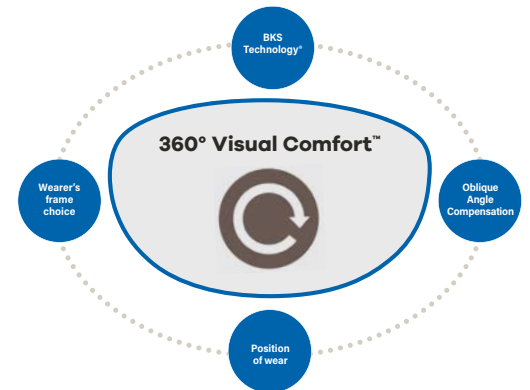 BKS
Technology®
360° Visual Comfort™
Wearer's
frame
choice
Oblique
Angle
Compensation
Position
of wear